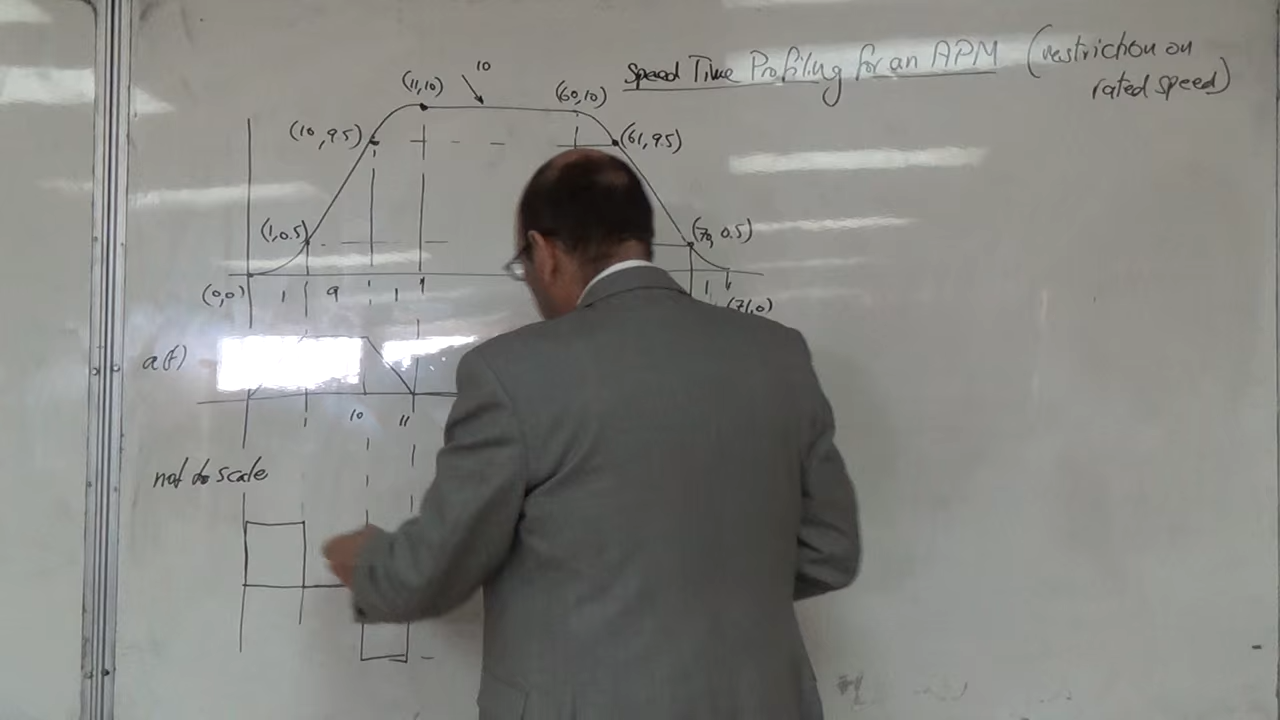 Speed Time Profiling for an APM (restriction on
rated speed)
10
(11,10)
(60,10)
(10,9.5)
(61,9.5)
(1,0.5)
(70,0.5)
(0,0)
1 9 1
1
(71,0)
a(t)
10 11
not to scale